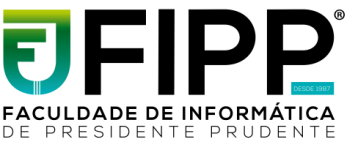 FIPP®
DESDE 1987
FACULDADE DE INFORMÁTICA
DE PRESIDENTE PRUDENTE